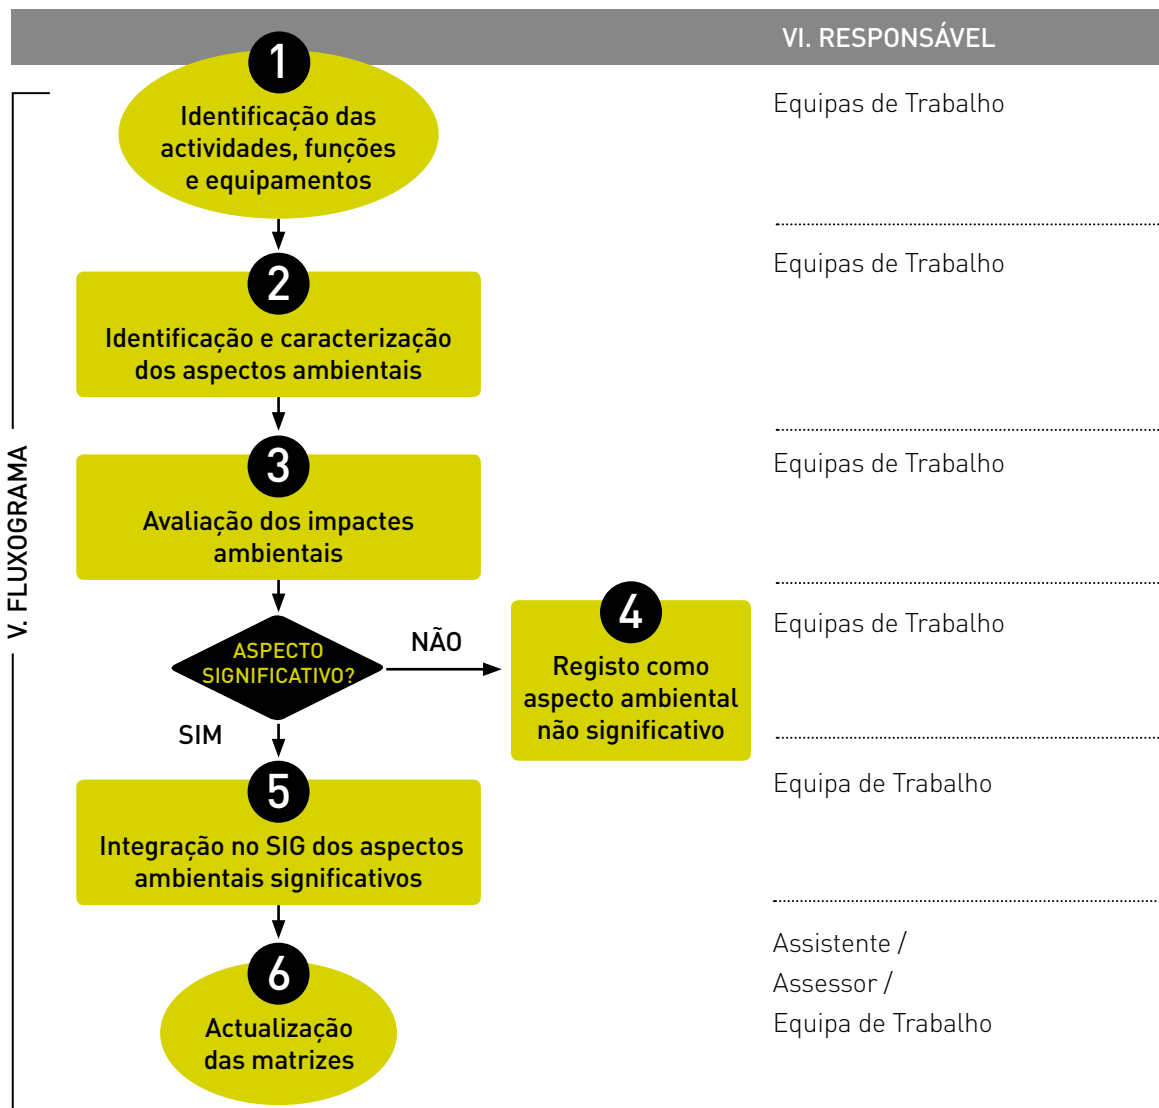 VI. RESPONSÁVEL
V. FLUXOGRAMA
1
Identificação das
actividades, funções
e equipamentos
Equipas de Trabalho
2
Identificação e caracterização
dos aspectos ambientais
Equipas de Trabalho
3
Avaliação dos impactes
ambientais
Equipas de Trabalho
ASPECTO
SIGNIFICATIVO?
NÃO
SIM
4
Registo como
aspecto ambiental
não significativo
Equipas de Trabalho
5
Integração no SIG dos aspectos
ambientais significativos
Equipa de Trabalho
6
Actualização
das matrizes
Assistente /
Assessor /
Equipa de Trabalho